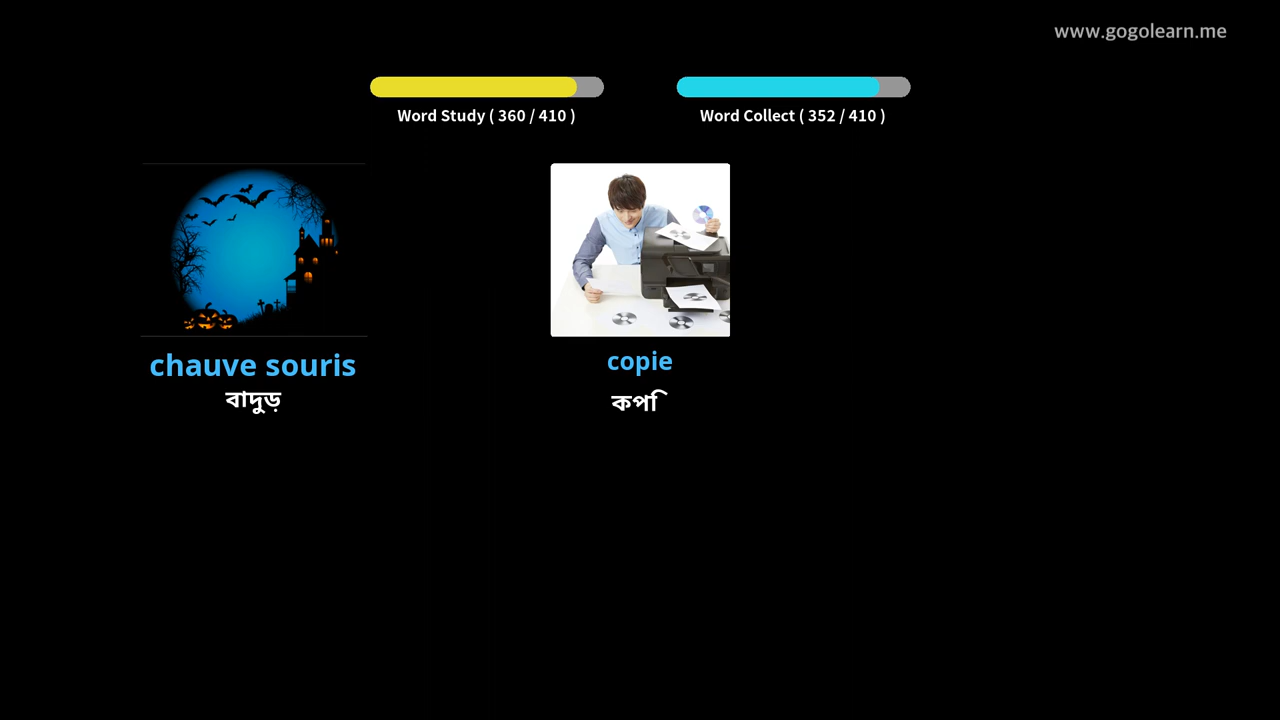 www.gogolearn.me
Word Study ( 360 / 410 )
Word Collect ( 352 / 410 )
chauve souris
বাদুড়
copie
কপি